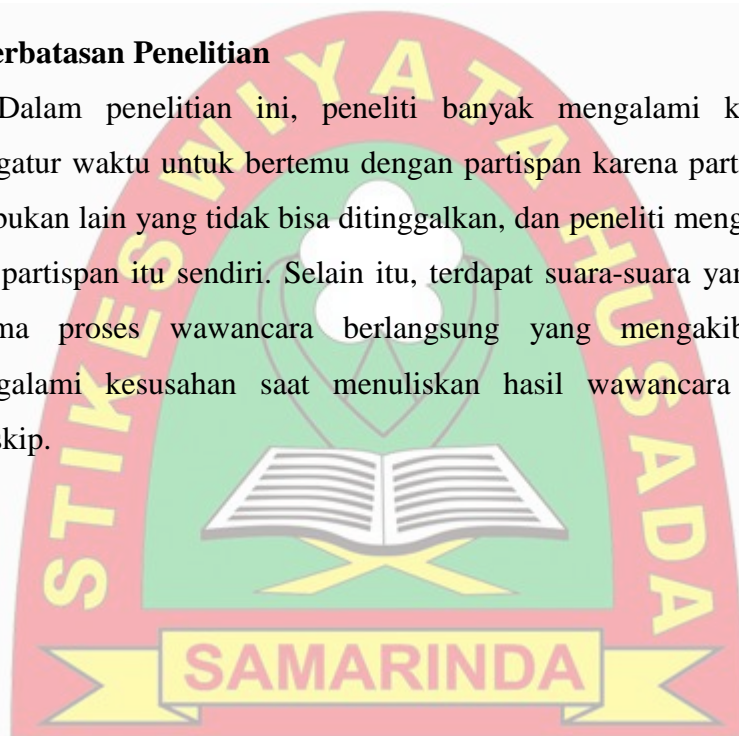 erbatasan Penelitian
Dalam penelitian ini, peneliti banyak mengalami k
gatur waktu untuk bertemu dengan partispan karena part
bukan lain yang tidak bisa ditinggalkan, dan peneliti meng
partispan itu sendiri. Selain itu, terdapat suara-suara yan
ma proses wawancara berlangsung yang mengakib
galami kesusahan saat menuliskan hasil wawancara
skip.
STIKES WIYATA HUSADA
SAMARINDA